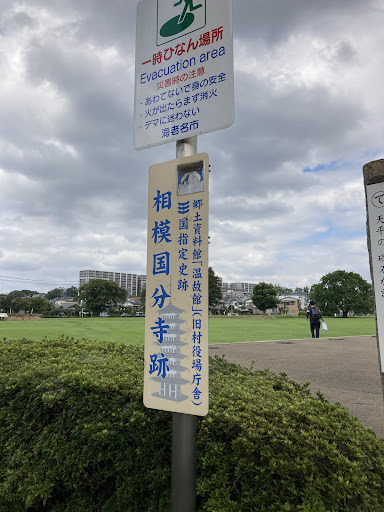 一時ひなん場所
Evacuation area
災害時の注意
・あわてないで身の安全
・火が出たらまず消火
・デマに迷わない
海老名市
郷土資料館「温故館」(旧村役場庁舎)
国指定史跡
相模国分寺跡